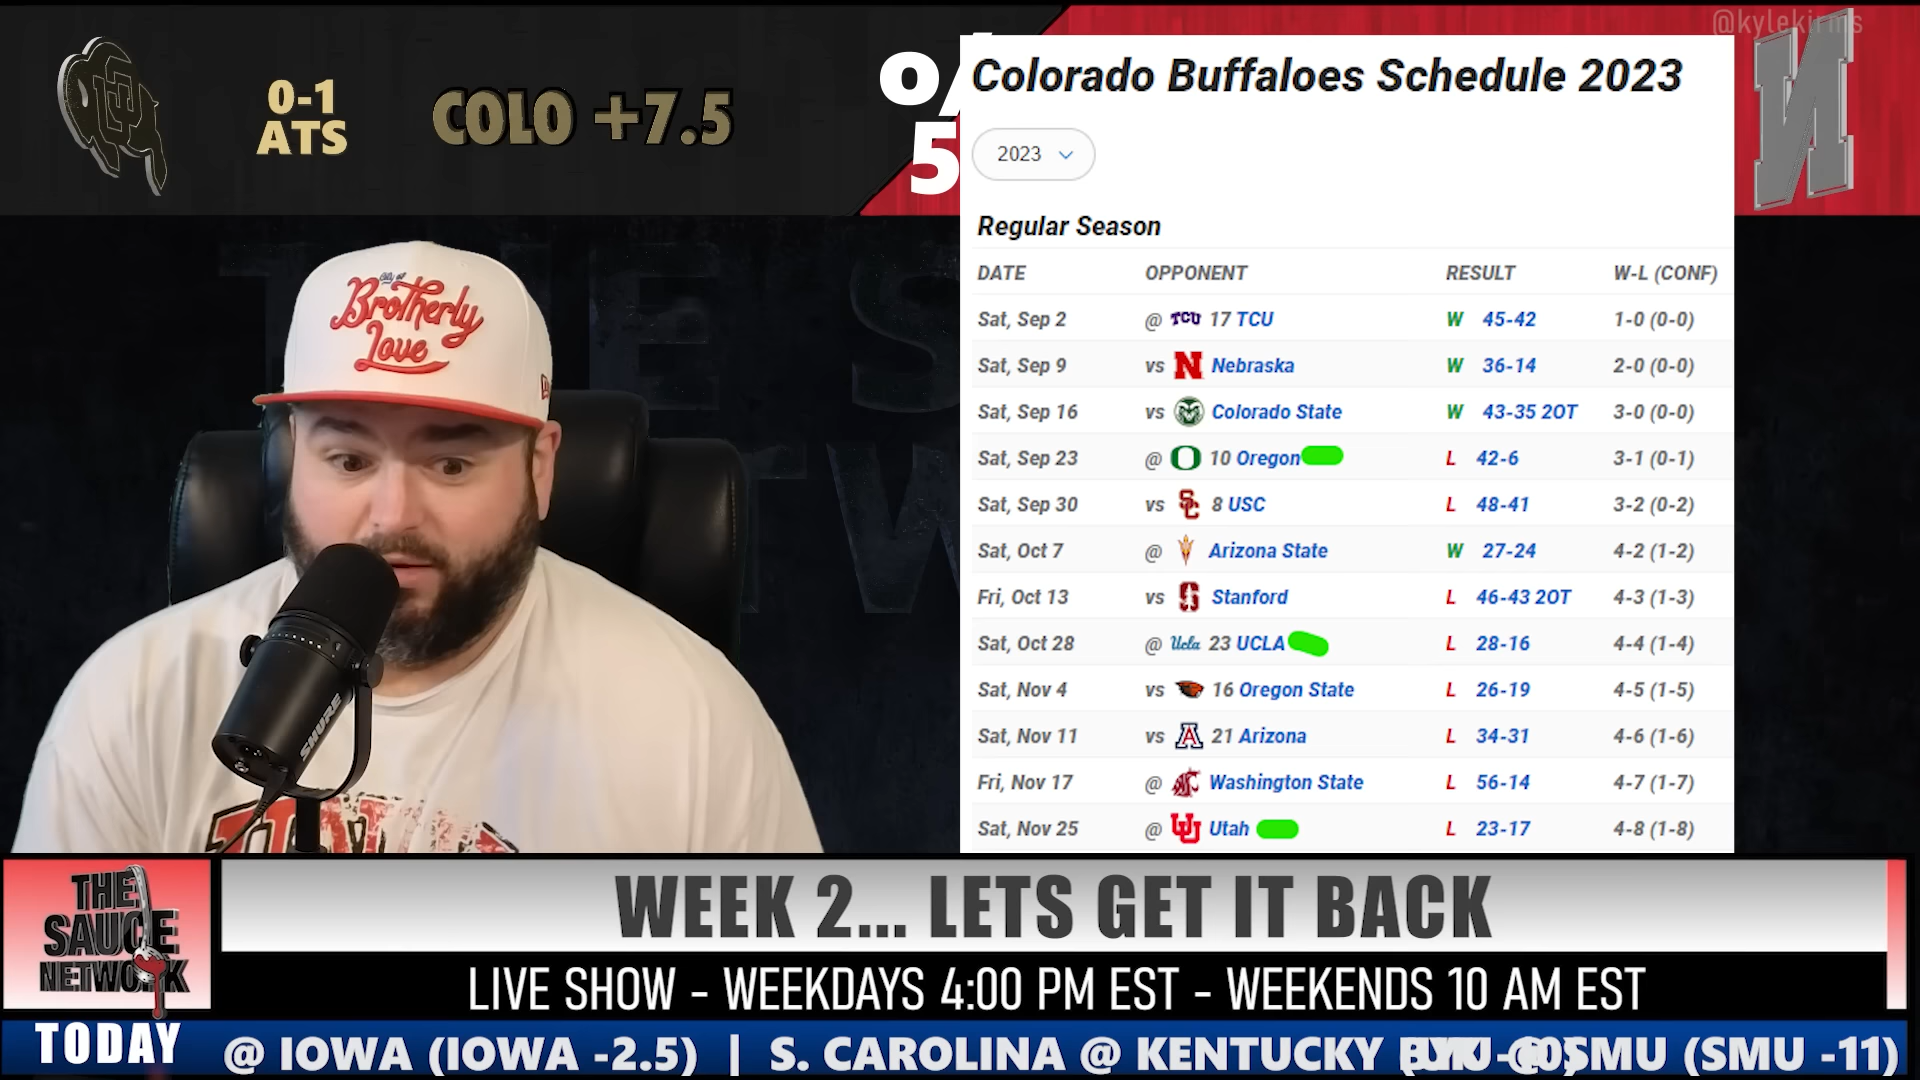 @kylekirms
0-1
ATS
COLO +7.5
O/
5
Colorado Buffaloes Schedule 2023
2023
Regular Season
DATE OPPONENT RESULT W-L (CONF)
Sat, Sep 2 @ TCU 17 TCU W 45-42 1-0 (0-0)
Sat, Sep 9 vs N Nebraska W 36-14 2-0 (0-0)
Sat, Sep 16 vs Colorado State W 43-35 2OT 3-0 (0-0)
Sat, Sep 23 @ O 10 Oregon L 42-6 3-1 (0-1)
Sat, Sep 30 vs SC 8 USC L 48-41 3-2 (0-2)
Sat, Oct 7 @ Arizona State W 27-24 4-2 (1-2)
Fri, Oct 13 vs S Stanford L 46-43 2OT 4-3 (1-3)
Sat, Oct 28 @ Ucla 23 UCLA L 28-16 4-4 (1-4)
Sat, Nov 4 vs 16 Oregon State L 26-19 4-5 (1-5)
Sat, Nov 11 vs A 21 Arizona L 34-31 4-6 (1-6)
Fri, Nov 17 @ Washington State L 56-14 4-7 (1-7)
Sat, Nov 25 @ U Utah L 23-17 4-8 (1-8)
City of
Brotherly
Love
SHURE
THE
SAUCE
NETWORK
WEEK 2... LETS GET IT BACK
LIVE SHOW - WEEKDAYS 4:00 PM EST - WEEKENDS 10 AM EST
TODAY @ IOWA (IOWA -2.5) | S. CAROLINA @ KENTUCKY SMU (SMU -11)